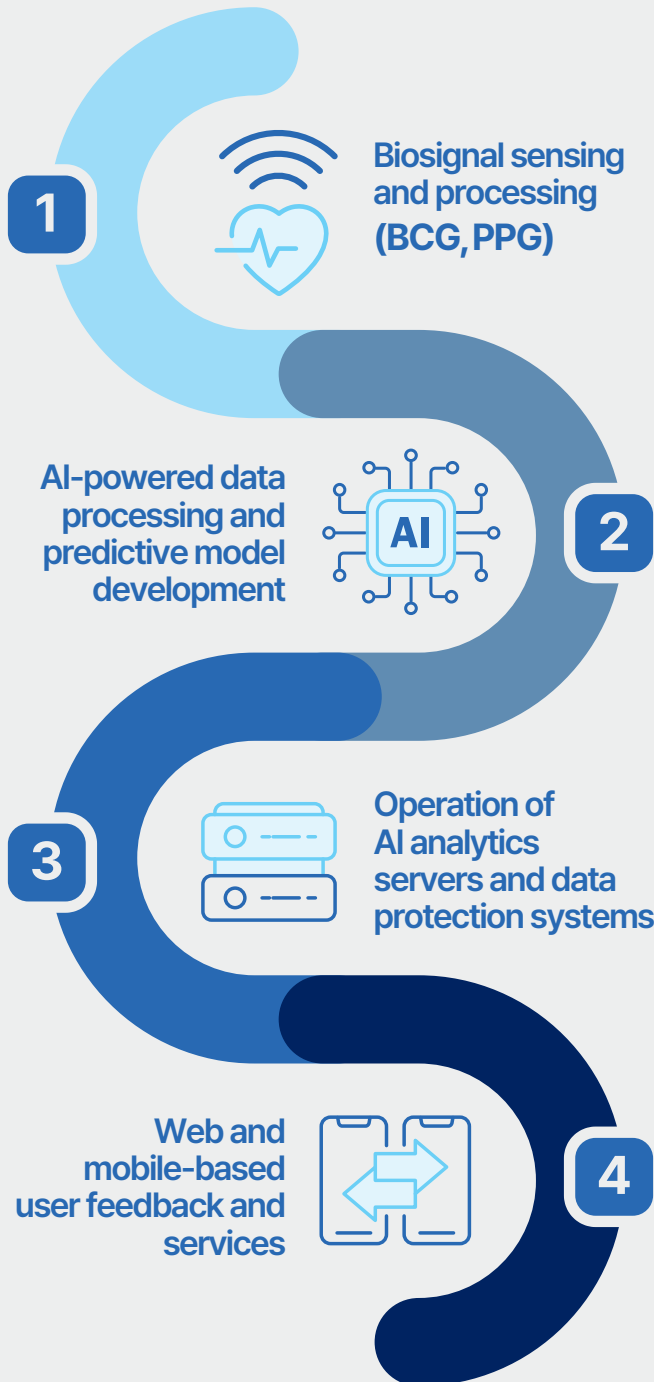 1
Biosignal sensing
and processing
(BCG, PPG)
AI-powered data
processing and
predictive model
development
AI
2
3
Operation of
AI analytics
servers and data
protection systems
Web and
mobile-based
user feedback and
services
4